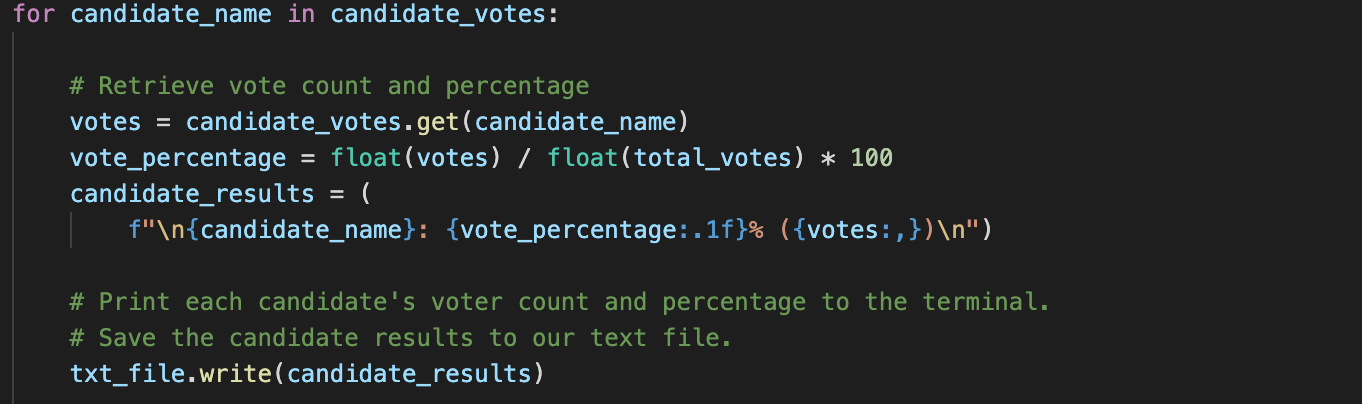 for candidate_name in candidate_votes:
# Retrieve vote count and percentage
votes = candidate_votes.get(candidate_name)
vote_percentage = float(votes) / float(total_votes) * 100
candidate_results = (
f"\n{candidate_name}: {vote_percentage:.1f}% ({votes:,})\n")
# Print each candidate's voter count and percentage to the terminal.
# Save the candidate results to our text file.
txt_file.write(candidate_results)